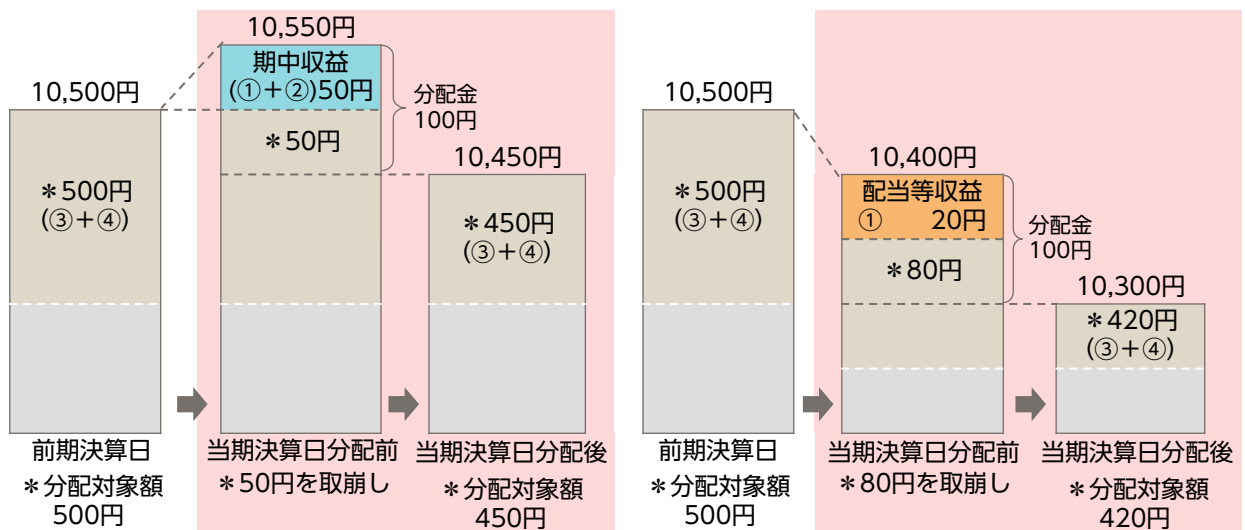 10,500円
＊500円
(③＋④)
前期決算日
＊分配対象額
500円
10,550円
期中収益
(①＋②)50円
＊50円
分配金
100円
当期決算日分配前
＊50円を取崩し
10,450円
＊450円
(③＋④)
当期決算日分配後
＊分配対象額
450円
10,500円
＊500円
(③＋④)
前期決算日
＊分配対象額
500円
10,400円
配当等収益
① 20円
＊80円
分配金
100円
当期決算日分配前
＊80円を取崩し
10,300円
＊420円
(③＋④)
当期決算日分配後
＊分配対象額
420円